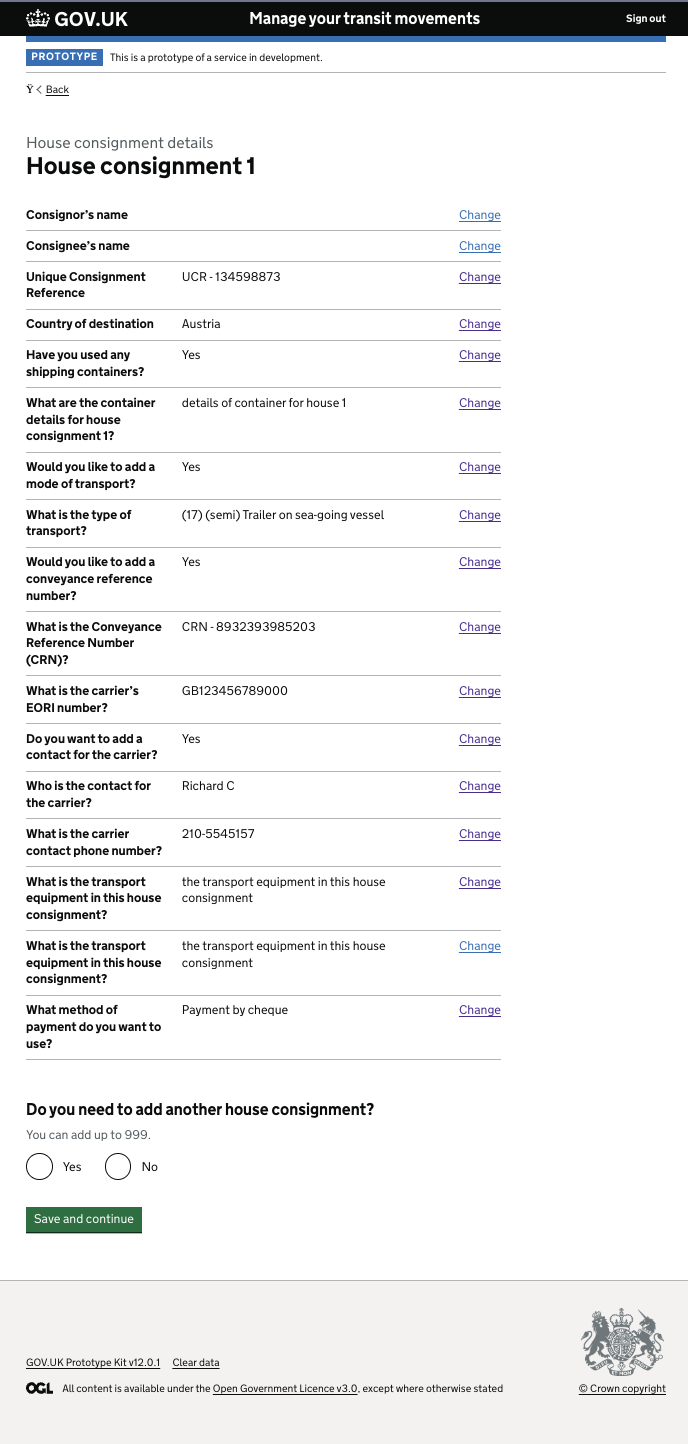 GOV.UK Manage your transit movements Sign out
PROTOTYPE This is a prototype of a service in development.
Ÿ < Back
House consignment details
House consignment 1
Consignor’s name Change
Consignee’s name Change
Unique Consignment UCR - 134598873 Change
Reference
Country of destination Austria Change
Have you used any Yes Change
shipping containers?
What are the container details of container for house 1 Change
details for house
consignment 1?
Would you like to add a Yes Change
mode of transport?
What is the type of (17) (semi) Trailer on sea-going vessel Change
transport?
Would you like to add a Yes Change
conveyance reference
number?
What is the Conveyance CRN - 8932393985203 Change
Reference Number
(CRN)?
What is the carrier’s GB123456789000 Change
EORI number?
Do you want to add a Yes Change
contact for the carrier?
Who is the contact for Richard C Change
the carrier?
What is the carrier 210-5545157 Change
contact phone number?
What is the transport the transport equipment in this house Change
equipment in this house consignment
consignment?
What is the transport the transport equipment in this house Change
equipment in this house consignment
consignment?
What method of Payment by cheque Change
payment do you want to
use?
Do you need to add another house consignment?
You can add up to 999.
Yes No
Save and continue
GOV.UK Prototype Kit v12.0.1 Clear data
OGL All content is available under the Open Government Licence v3.0, except where otherwise stated © Crown copyright